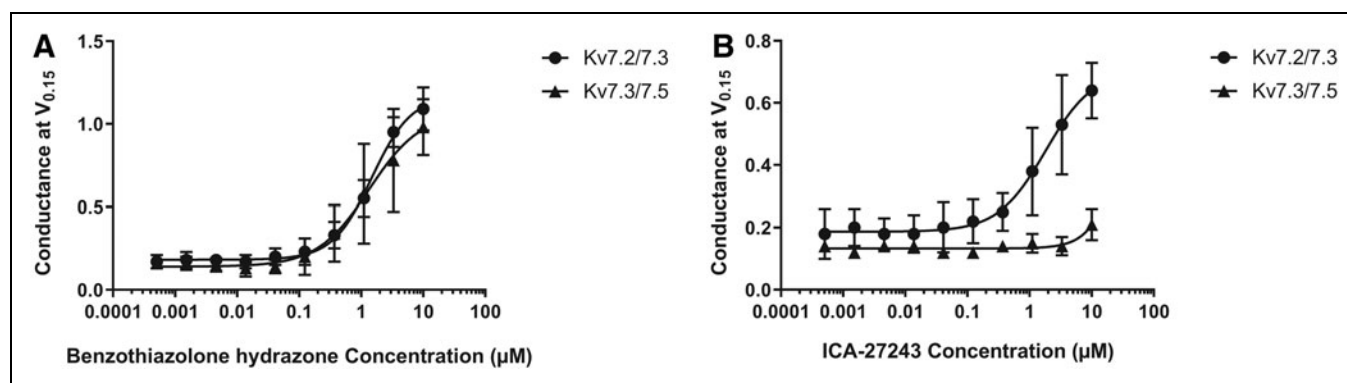 A
1.5
1.0
0.5
0.0
Conductance at V0.15
0.0001 0.001 0.01 0.1 1 10 100
Benzothiazolone hydrazone Concentration (µM)
Kv7.2/7.3
Kv7.3/7.5
B
0.8
0.6
0.4
0.2
0.0
Conductance at V0.15
0.0001 0.001 0.01 0.1 1 10 100
ICA-27243 Concentration (µM)
Kv7.2/7.3
Kv7.3/7.5